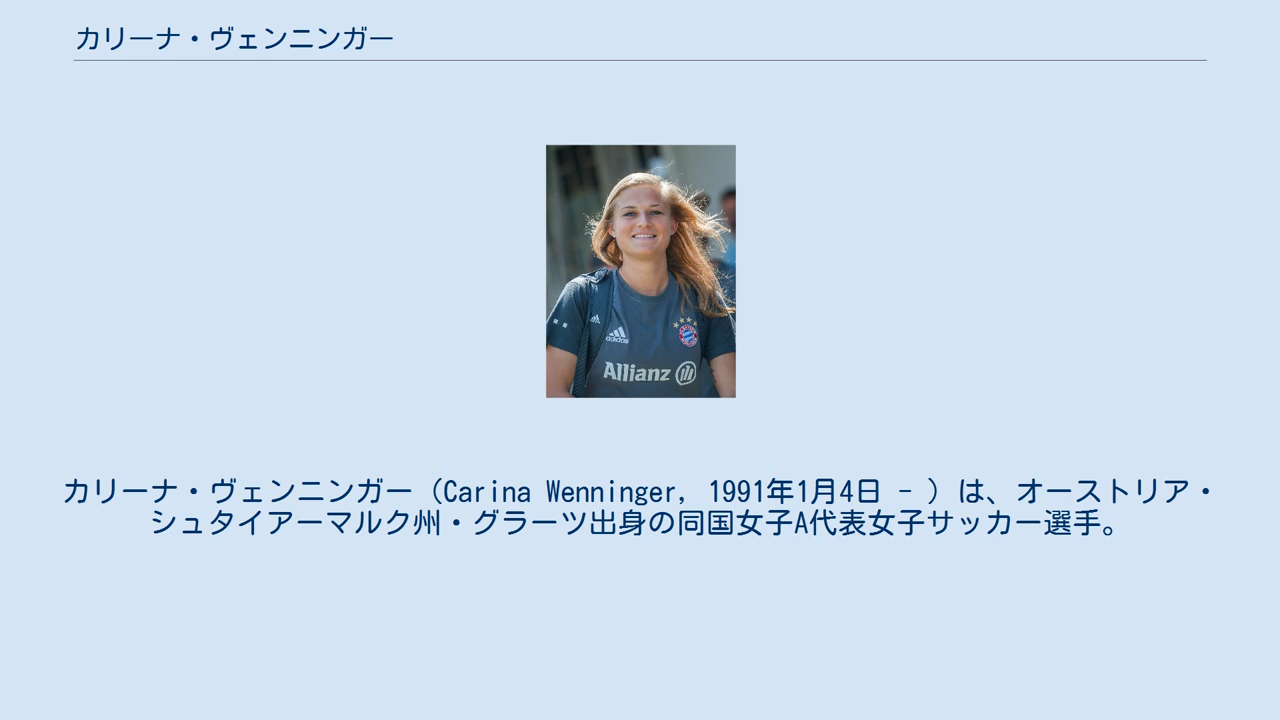 カリーナ・ヴェンニンガー
adidas
Allianz
カリーナ・ヴェンニンガー（Carina Wenninger, 1991年1月4日 - ）は、オーストリア・
シュタイアーマルク州・グラーツ出身の同国女子A代表女子サッカー選手。